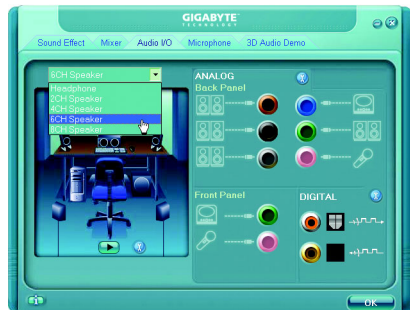 GIGABYTE
TECHNOLOGY
Sound Effect Mixer Audio I/O Microphone 3D Audio Demo
6CH Speaker
Headphone
2CH Speaker
4CH Speaker
6CH Speaker
8CH Speaker
ANALOG
Back Panel
Front Panel
DIGITAL
OK